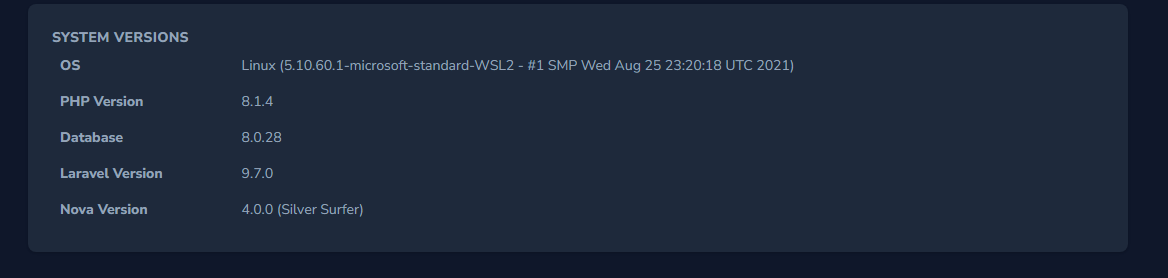 SYSTEM VERSIONS
OS Linux (5.10.60.1-microsoft-standard-WSL2 - #1 SMP Wed Aug 25 23:20:18 UTC 2021)
PHP Version 8.1.4
Database 8.0.28
Laravel Version 9.7.0
Nova Version 4.0.0 (Silver Surfer)